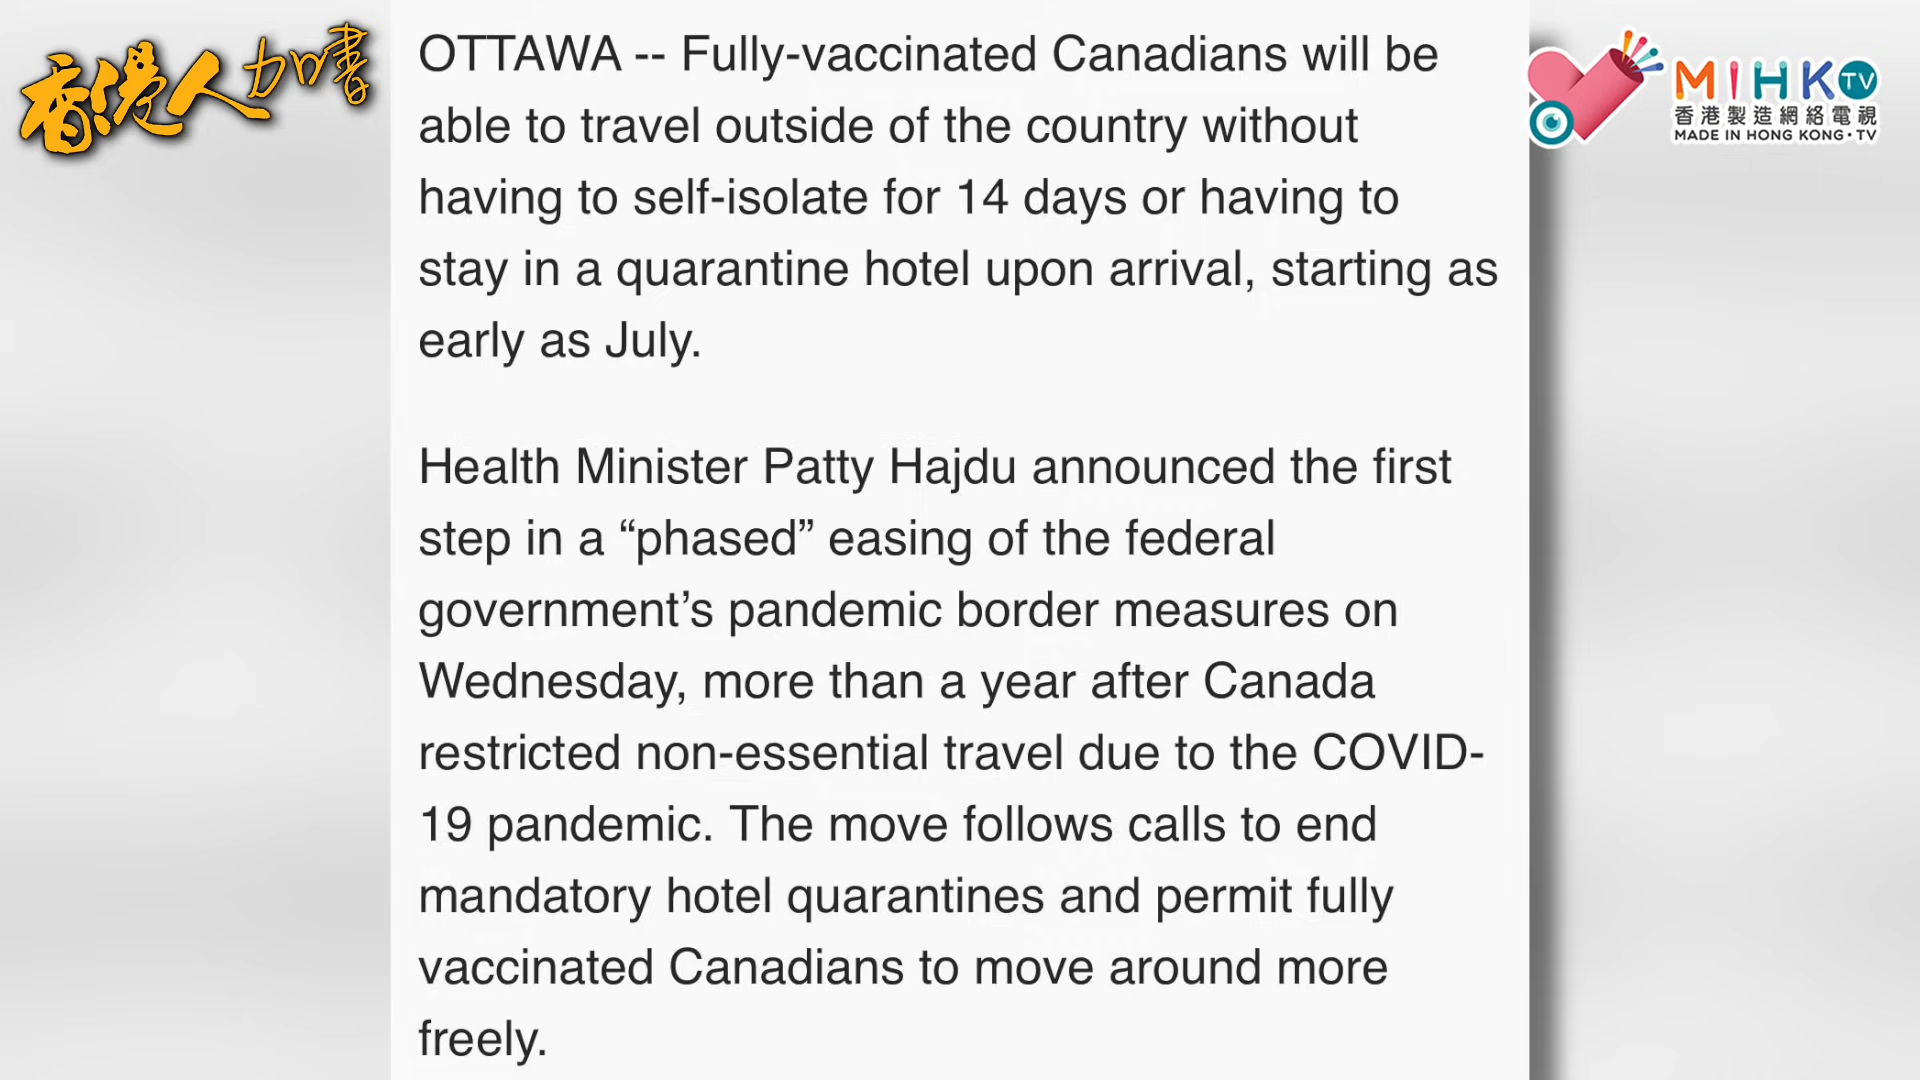 香港人加書
MIHK TV
香港製造網絡電視
MADE IN HONG KONG·TV
OTTAWA -- Fully-vaccinated Canadians will be
able to travel outside of the country without
having to self-isolate for 14 days or having to
stay in a quarantine hotel upon arrival, starting as
early as July.
Health Minister Patty Hajdu announced the first
step in a “phased” easing of the federal
government’s pandemic border measures on
Wednesday, more than a year after Canada
restricted non-essential travel due to the COVID-
19 pandemic. The move follows calls to end
mandatory hotel quarantines and permit fully
vaccinated Canadians to move around more
freely.